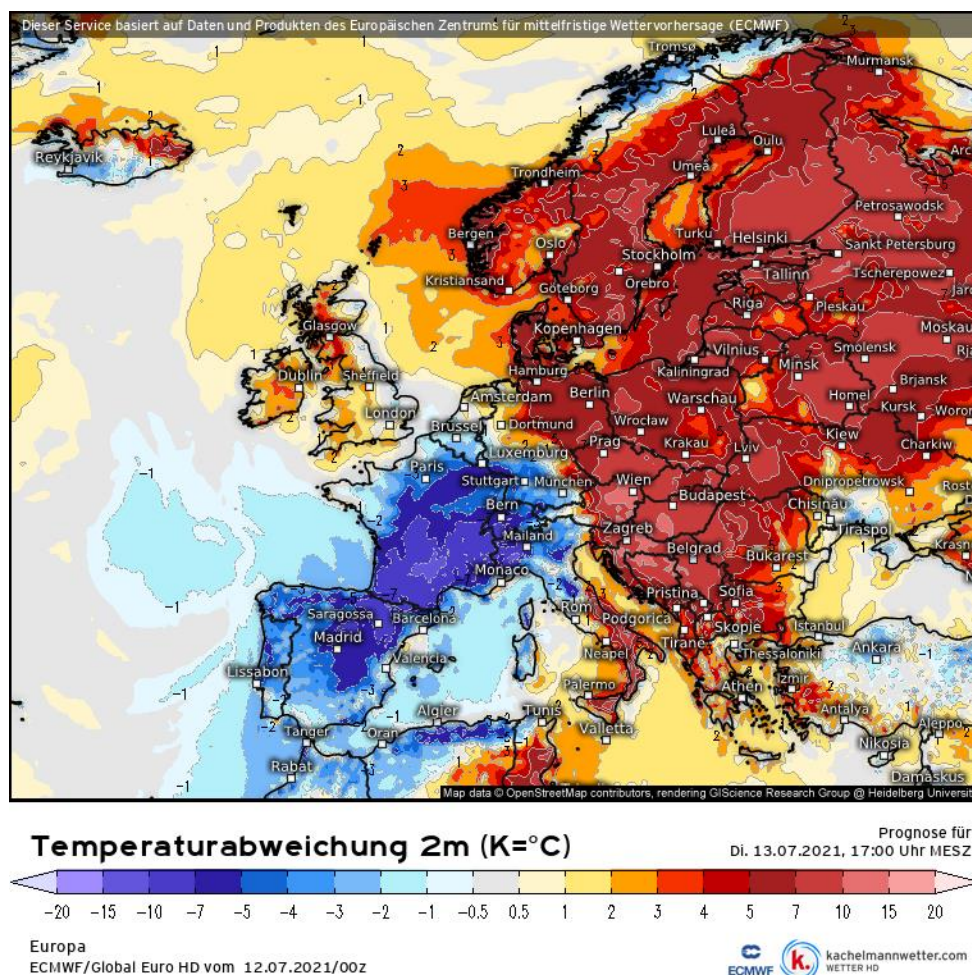 Dieser Service basiert auf Daten und Produkten des Europäischen Zentrums für mittelfristige Wettervorhersage (ECMWF)
Tromsø
Murmansk
Reykjavik
Luleå
Oulu
Umeå
Trondheim
Petrosawodsk
Bergen
Oslo
Turku
Helsinki
Sankt Petersburg
Stockholm
Tallinn
Tscherepowez
Kristiansand
Örebro
Göteborg
Riga
Pleskau
Glasgow
Kopenhagen
Moskau
Vilnius
Smolensk
Dublin
Sheffield
Hamburg
Kaliningrad
Minsk
Amsterdam
Berlin
Warschau
Homel
Brjansk
London
Dortmund
Kursk
Brüssel
Wrocław
Luxemburg
Prag
Krakau
Lviv
Kiew
Charkiw
Paris
Stuttgart
München
Wien
Budapest
Dnipropetrowsk
Chisinău
Bern
Tiraspol
Mailand
Zagreb
Belgrad
Bukarest
Monaco
Saragossa
Barcelona
Rom
Pristina
Sofia
Podgorica
Skopje
Istanbul
Madrid
Tirane
Thessaloniki
Ankara
Neapel
Lissabon
Valencia
Palermo
Athen
Izmir
Algier
Tunis
Antalya
Aleppo
Tanger
Oran
Valletta
Nikosia
Rabat
Damaskus
Map data © OpenStreetMap contributors, rendering GIScience Research Group @ Heidelberg Universit
Temperaturabweichung 2m (K=°C)
Prognose für
Di. 13.07.2021, 17:00 Uhr MESZ
-20 -15 -10 -7 -5 -4 -3 -2 -1 -0.5 0.5 1 2 3 4 5 7 10 15 20
Europa
ECMWF/Global Euro HD vom 12.07.2021/00z
ECMWF
k.
kachelmannwetter.com
WETTER HD